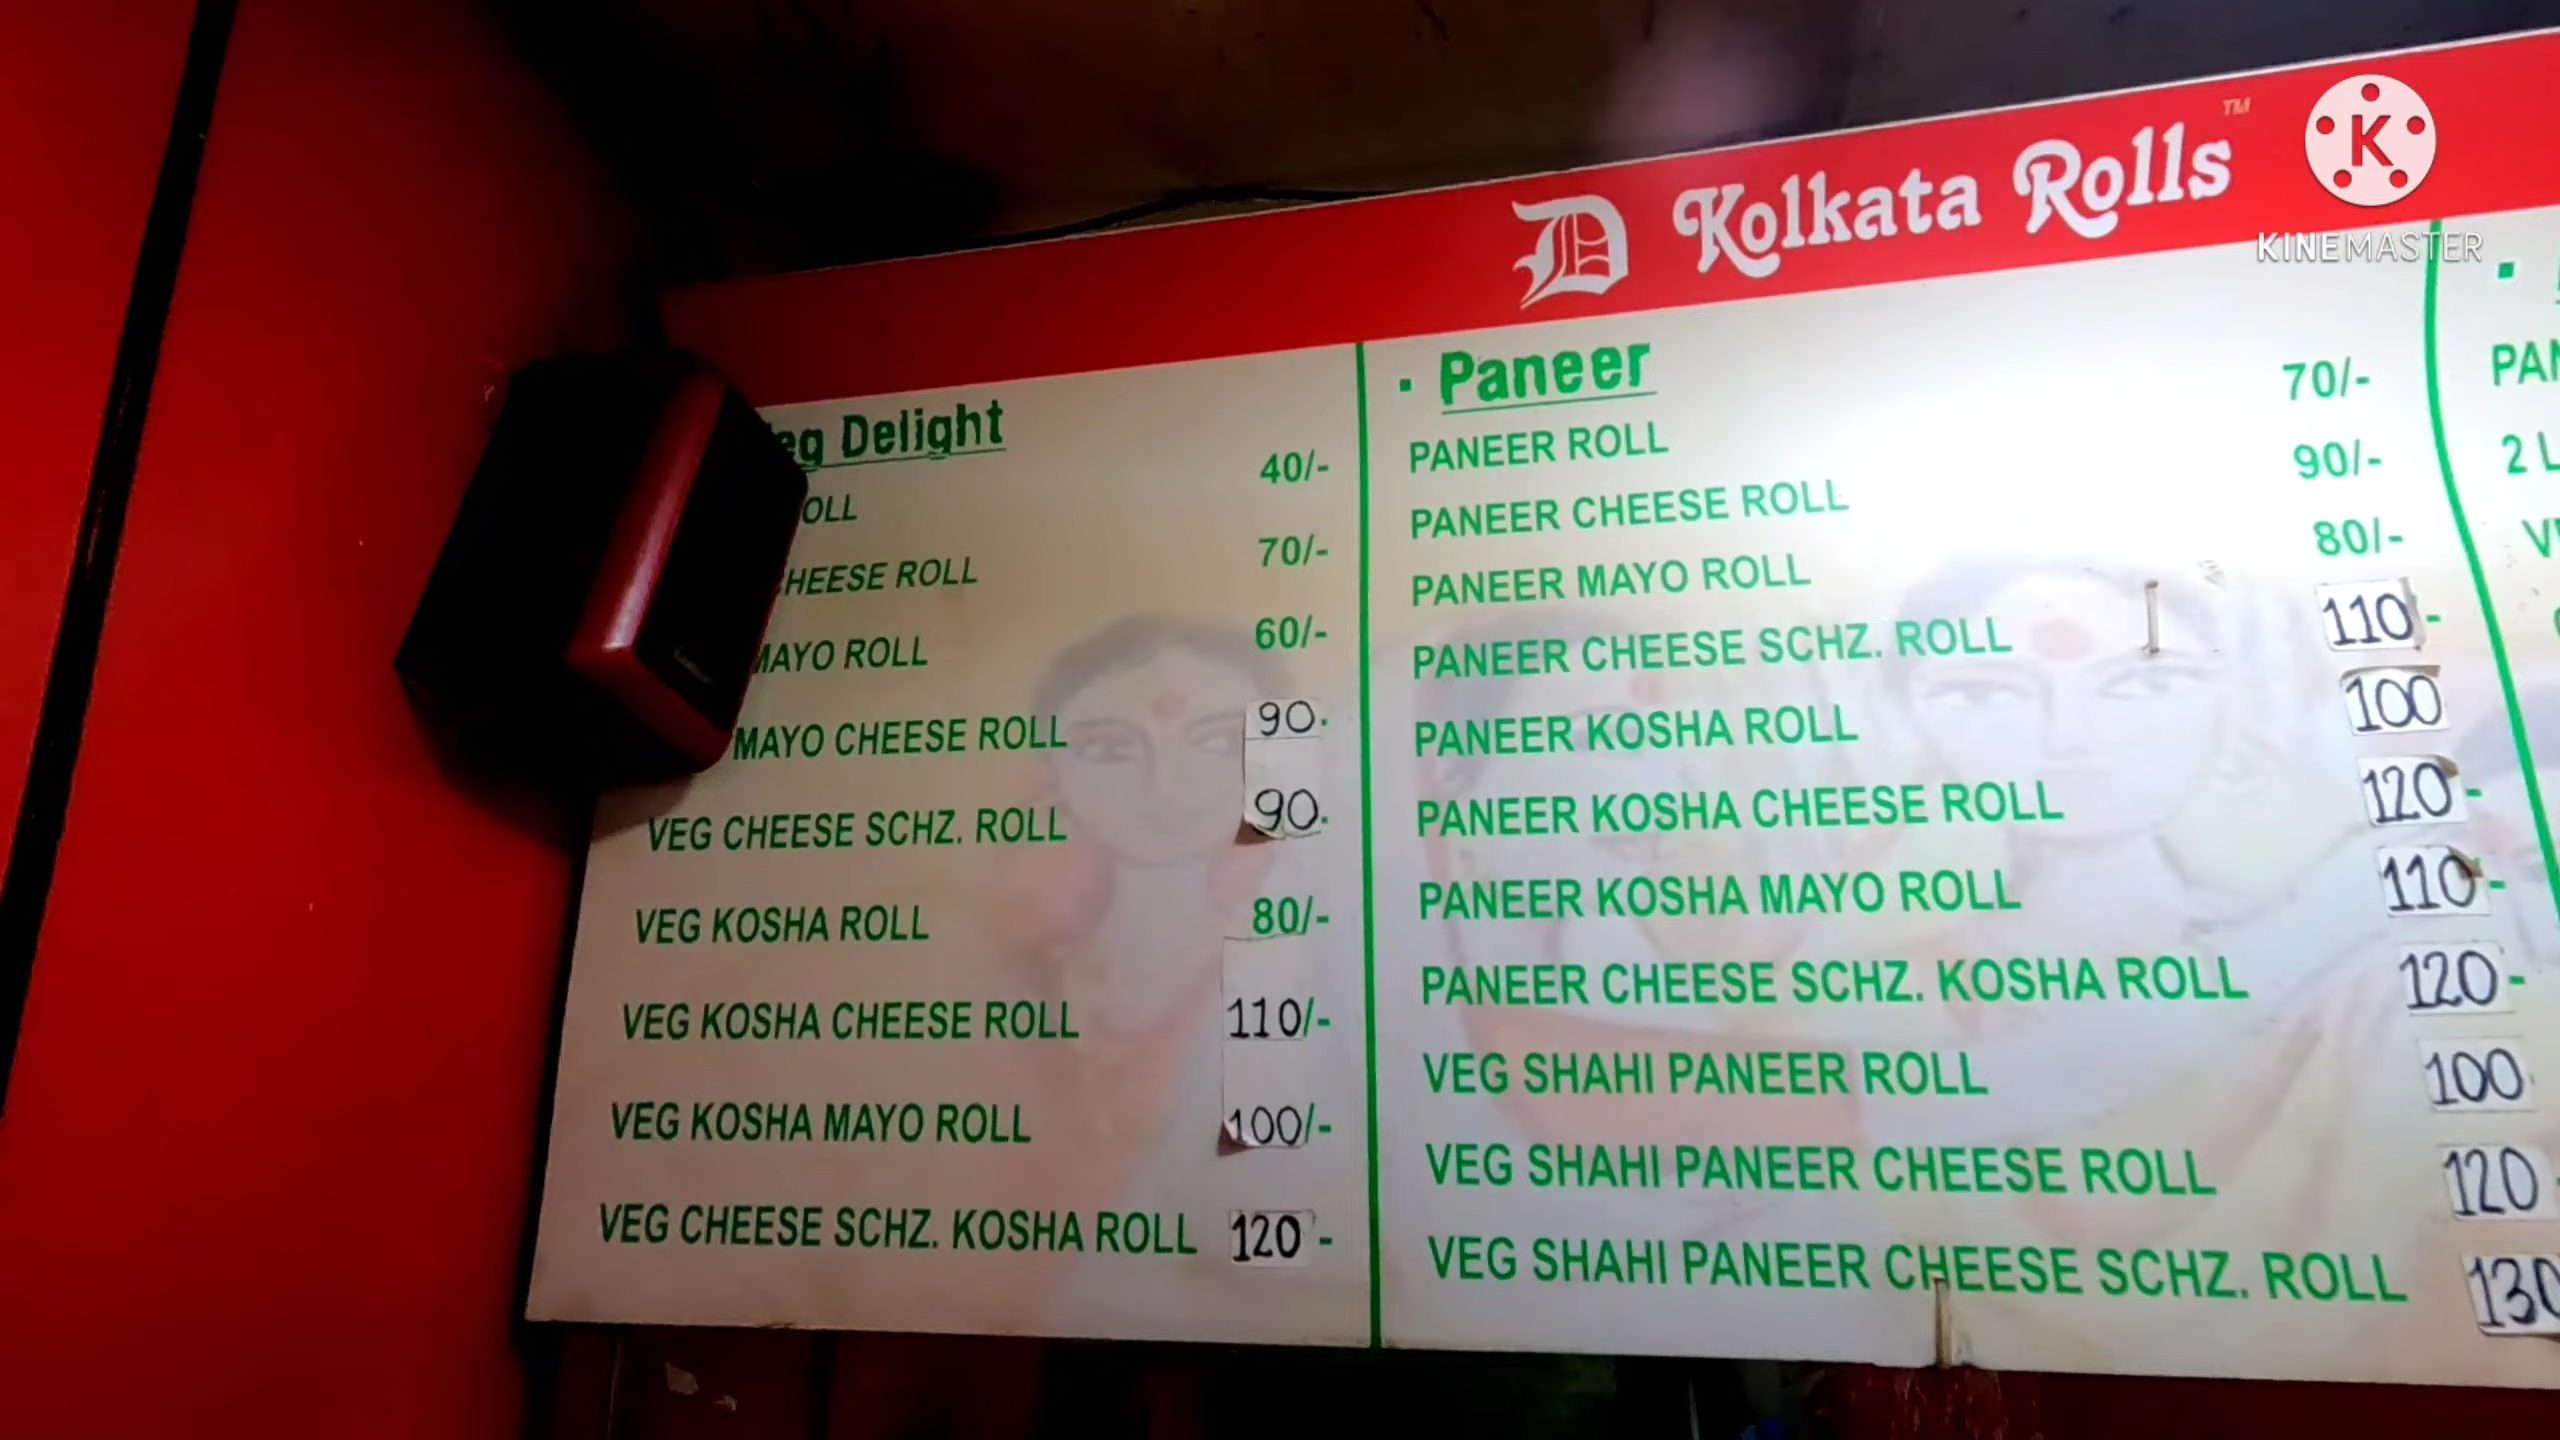 D Kolkata Rolls TM
KINEMASTER
Delight
40/-
CHEESE ROLL 70/-
MAYO ROLL 60/-
MAYO CHEESE ROLL 90.
VEG CHEESE SCHZ. ROLL 90.
VEG KOSHA ROLL 80/-
VEG KOSHA CHEESE ROLL 110/-
VEG KOSHA MAYO ROLL 100/-
VEG CHEESE SCHZ. KOSHA ROLL 120 -
· Paneer
PANEER ROLL 70/-
PANEER CHEESE ROLL 90/-
PANEER MAYO ROLL 80/-
PANEER CHEESE SCHZ. ROLL 110 -
PANEER KOSHA ROLL 100
PANEER KOSHA CHEESE ROLL 120 -
PANEER KOSHA MAYO ROLL 110 -
PANEER CHEESE SCHZ. KOSHA ROLL 120 -
VEG SHAHI PANEER ROLL 100
VEG SHAHI PANEER CHEESE ROLL 120
VEG SHAHI PANEER CHEESE SCHZ. ROLL 130